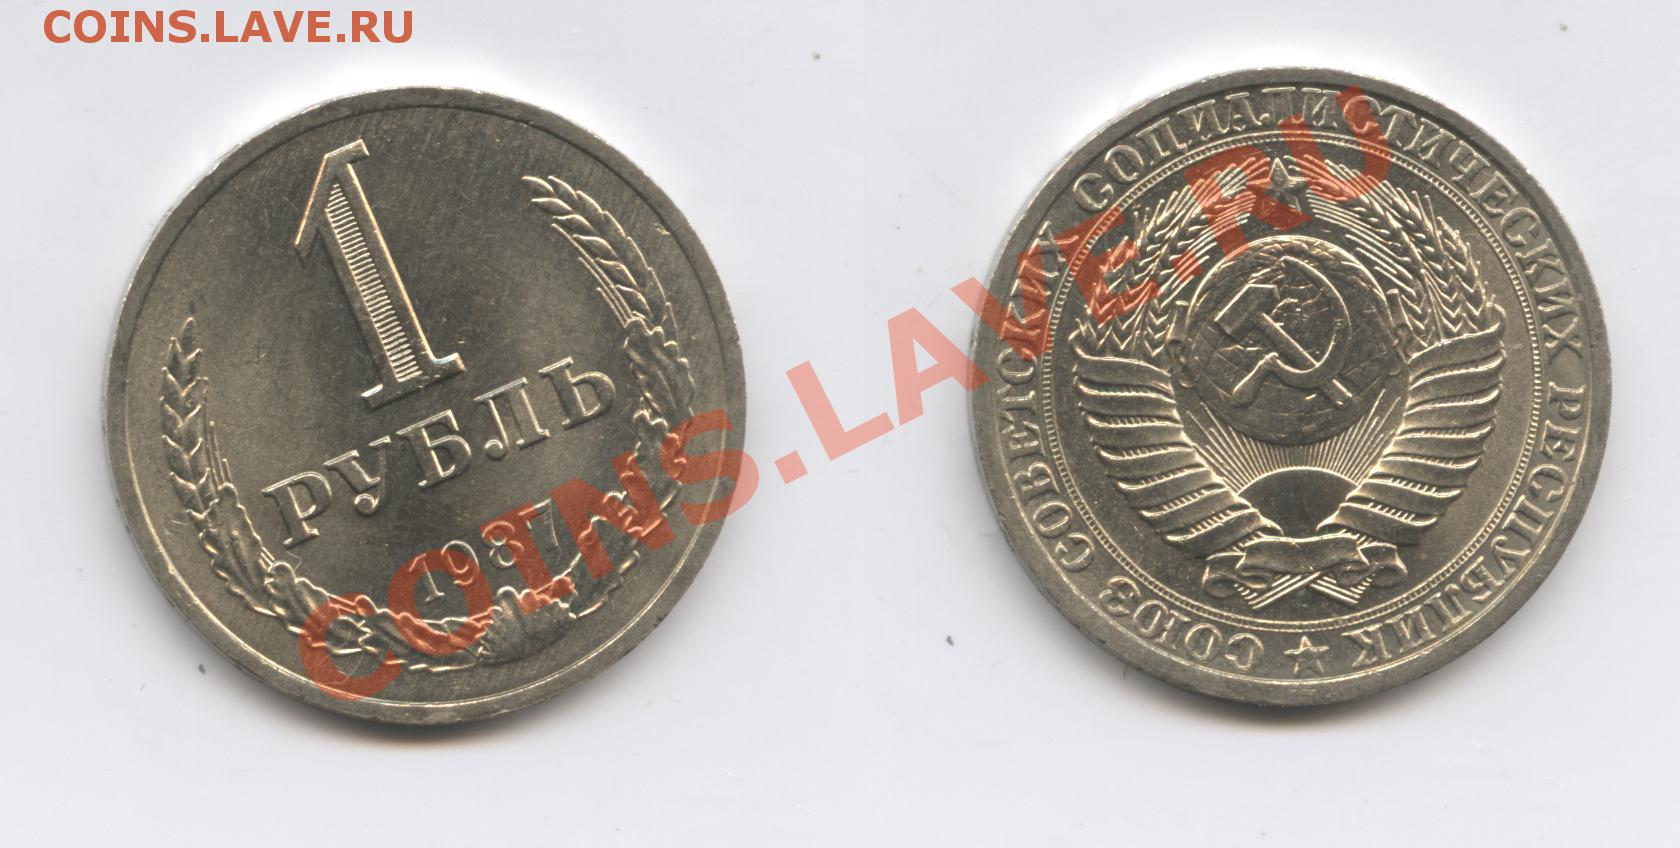 COINS.LAVE.RU
1
РУБЛЬ
1987
СОЮЗ СОВЕТСКИХ СОЦИАЛИСТИЧЕСКИХ РЕСПУБЛИК
COINS.LAVE.RU